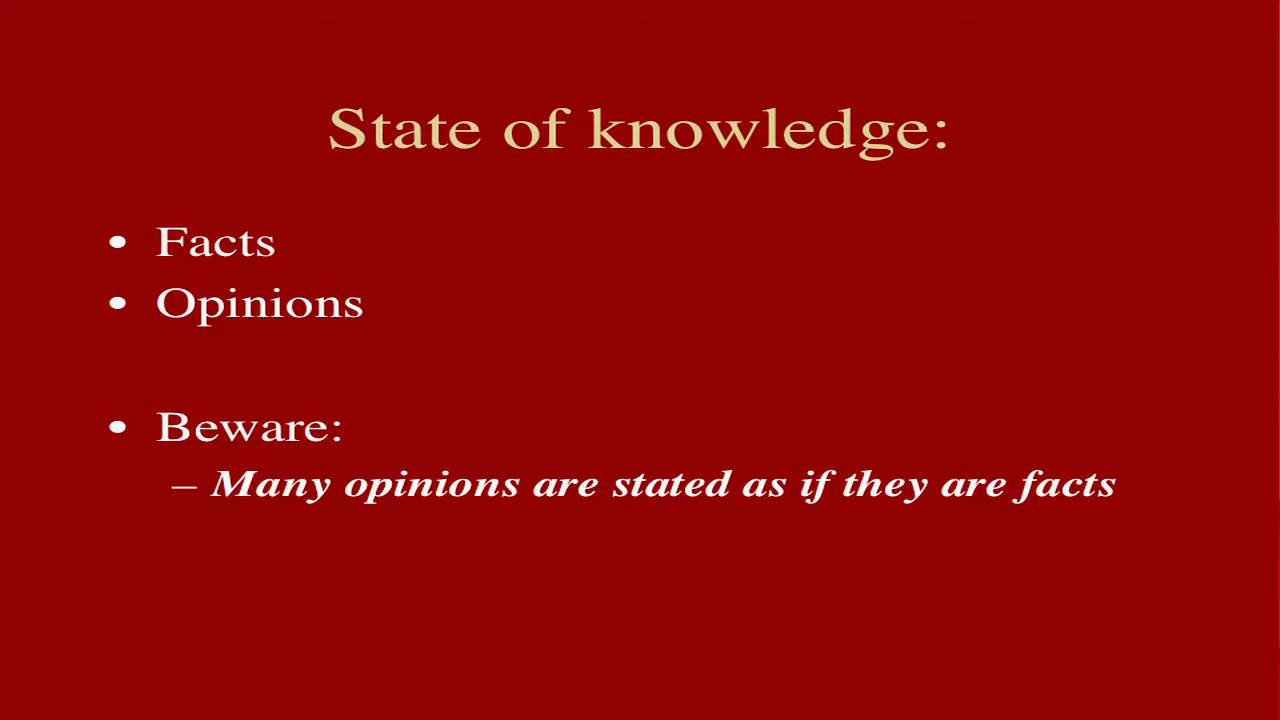 State of knowledge:
• Facts
• Opinions
• Beware:
– Many opinions are stated as if they are facts